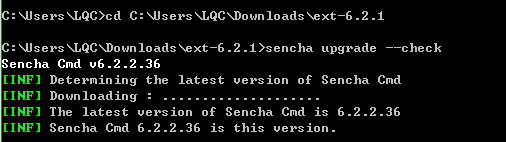 C:\Users\LQC>cd C:\Users\LQC\Downloads\ext-6.2.1
C:\Users\LQC\Downloads\ext-6.2.1>sencha upgrade --check
Sencha Cmd v6.2.2.36
[INF] Determining the latest version of Sencha Cmd
[INF] Downloading : ....................
[INF] The latest version of Sencha Cmd is 6.2.2.36
[INF] Sencha Cmd 6.2.2.36 is this version.